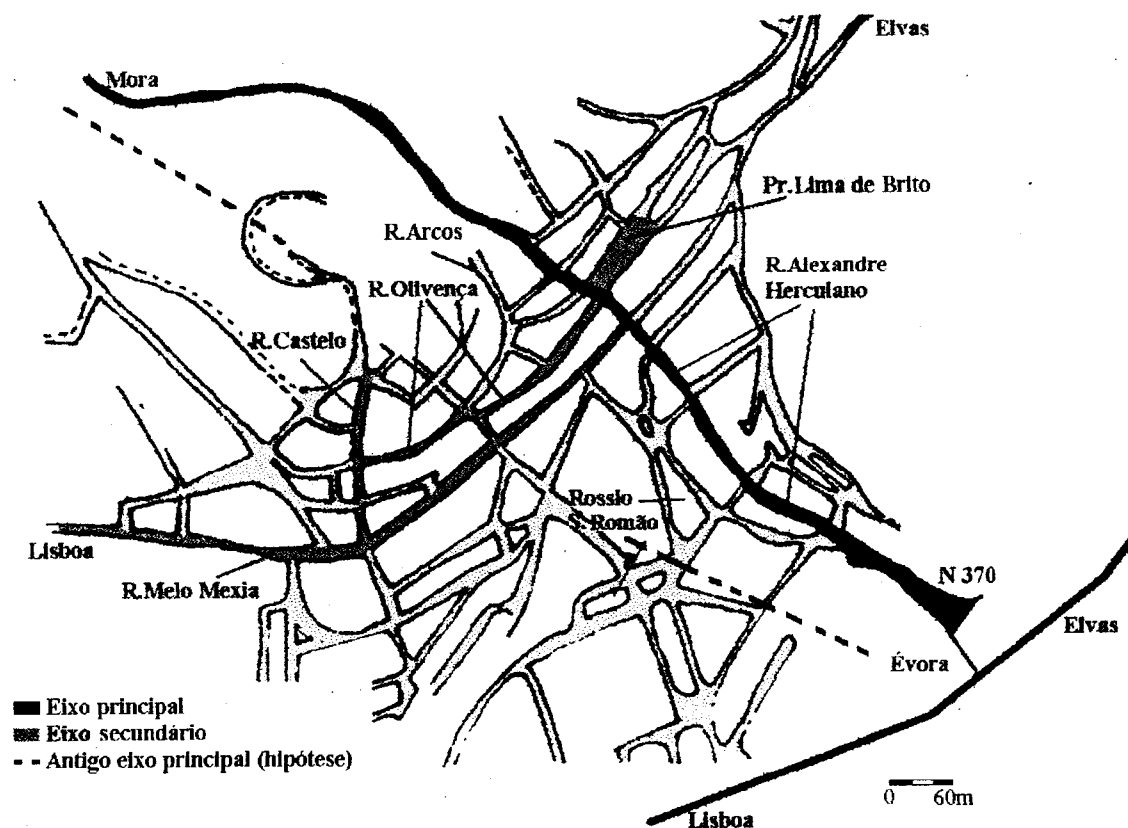 Elvas
Mora
Pr.Lima de Brito
R.Arcos
R.Alexandre
Herculano
R.Olivença
R.Castelo
Rossio
S. Romão
Lisboa
R.Melo Mexia
N 370
Elvas
Évora
Eixo principal
Eixo secundário
Antigo eixo principal (hipótese)
0 60m
Lisboa